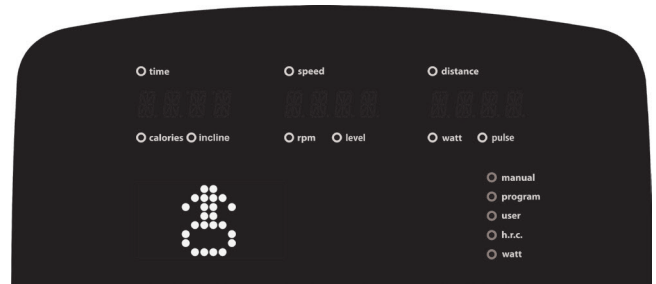 time speed distance
calories incline rpm level watt pulse
manual
program
user
h.r.c.
watt